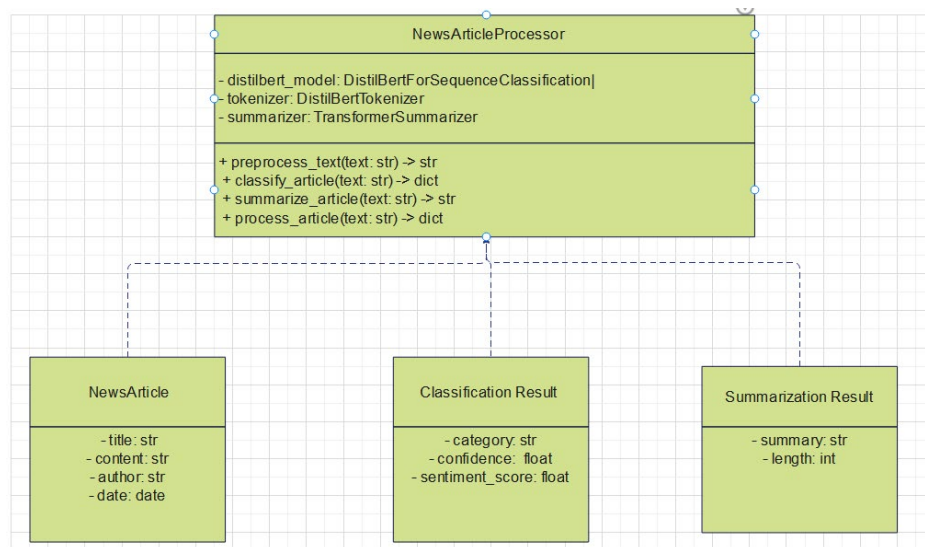 NewsArticleProcessor
- distilbert_model: DistilBertForSequenceClassification|
- tokenizer: DistilBertTokenizer
- summarizer: TransformerSummarizer
+ preprocess_text(text: str) -> str
+ classify_article(text: str) -> dict
+ summarize_article(text: str) -> str
+ process_article(text: str) -> dict
NewsArticle
- title: str
- content: str
- author: str
- date: date
Classification Result
- category: str
- confidence: float
- sentiment_score: float
Summarization Result
- summary: str
- length: int